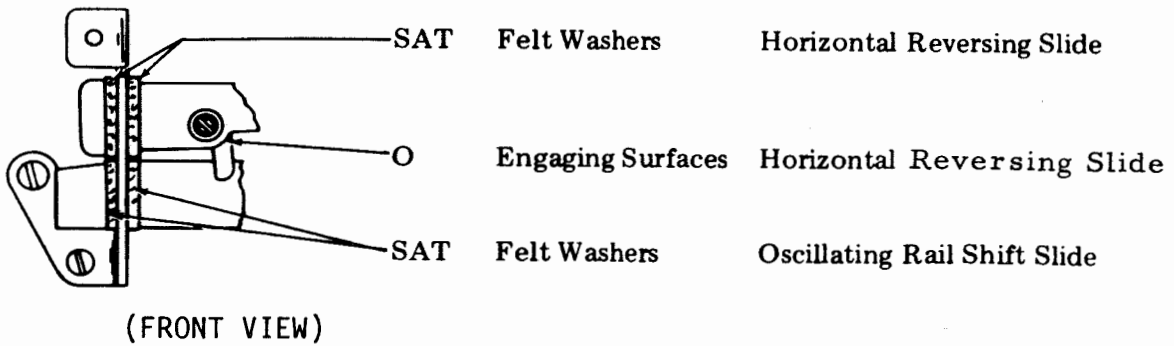 SAT Felt Washers Horizontal Reversing Slide
O Engaging Surfaces Horizontal Reversing Slide
SAT Felt Washers Oscillating Rail Shift Slide
(FRONT VIEW)